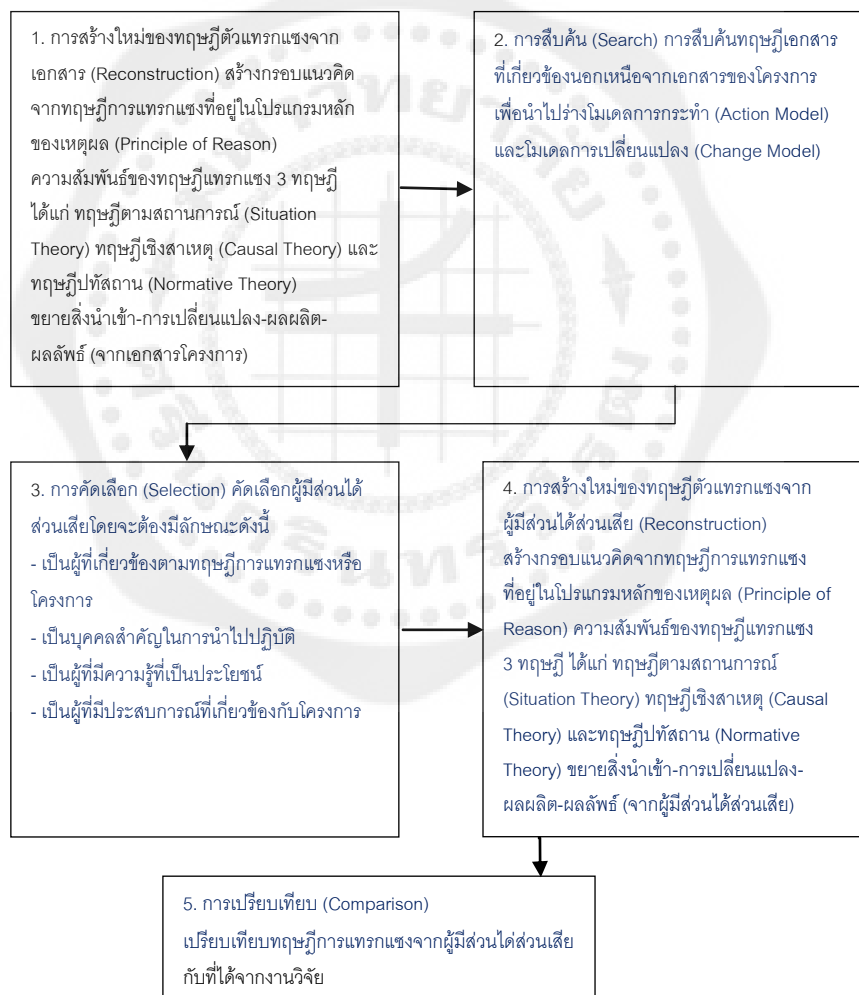 1. การสร้างใหม่ของทฤษฎีตัวแทรกแซงจาก
เอกสาร (Reconstruction) สร้างกรอบแนวคิด
จากทฤษฎีการแทรกแซงที่อยู่ในโปรแกรมหลัก
ของเหตุผล (Principle of Reason)
ความสัมพันธ์ของทฤษฎีแทรกแซง 3 ทฤษฎี
ได้แก่ ทฤษฎีตามสถานการณ์ (Situation
Theory) ทฤษฎีเชิงสาเหตุ (Causal Theory) และ
ทฤษฎีปทัสถาน (Normative Theory)
ขยายสิ่งนำเข้า-การเปลี่ยนแปลง-ผลผลิต-
ผลลัพธ์ (จากเอกสารโครงการ)
2. การสืบค้น (Search) การสืบค้นทฤษฎีเอกสาร
ที่เกี่ยวข้องนอกเหนือจากเอกสารของโครงการ
เพื่อนำไปร่างโมเดลการกระทำ (Action Model)
และโมเดลการเปลี่ยนแปลง (Change Model)
3. การคัดเลือก (Selection) คัดเลือกผู้มีส่วนได้
ส่วนเสียโดยจะต้องมีลักษณะดังนี้
- เป็นผู้ที่เกี่ยวข้องตามทฤษฎีการแทรกแซงหรือ
โครงการ
- เป็นบุคคลสำคัญในการนำไปปฏิบัติ
- เป็นผู้ที่มีความรู้ที่เป็นประโยชน์
- เป็นผู้ที่มีประสบการณ์ที่เกี่ยวข้องกับโครงการ
4. การสร้างใหม่ของทฤษฎีตัวแทรกแซงจาก
ผู้มีส่วนได้ส่วนเสีย (Reconstruction)
สร้างกรอบแนวคิดจากทฤษฎีการแทรกแซง
ที่อยู่ในโปรแกรมหลักของเหตุผล (Principle of
Reason) ความสัมพันธ์ของทฤษฎีแทรกแซง
3 ทฤษฎี ได้แก่ ทฤษฎีตามสถานการณ์
(Situation Theory) ทฤษฎีเชิงสาเหตุ (Causal
Theory) และทฤษฎีปทัสถาน (Normative
Theory) ขยายสิ่งนำเข้า-การเปลี่ยนแปลง-
ผลผลิต-ผลลัพธ์ (จากผู้มีส่วนได้ส่วนเสีย)
5. การเปรียบเทียบ (Comparison)
เปรียบเทียบทฤษฎีการแทรกแซงจากผู้มีส่วนได่ส่วนเสีย
กับที่ได้จากงานวิจัย